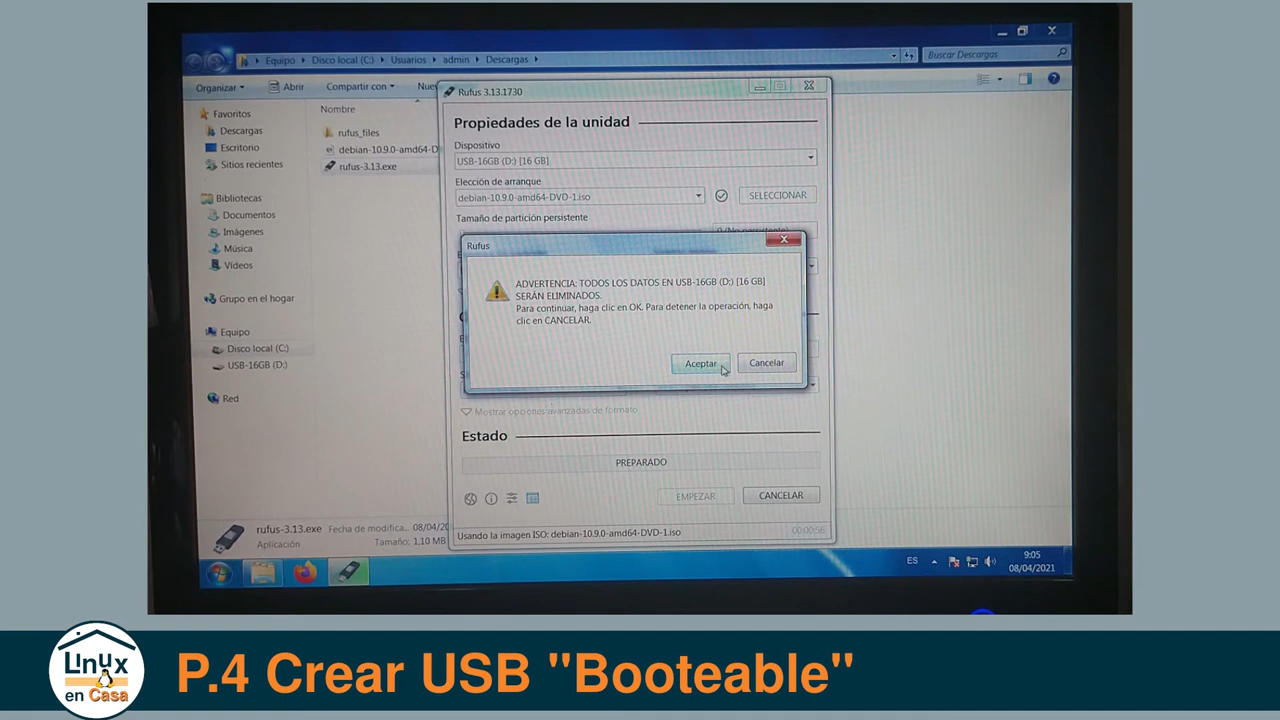 Equipo
Disco local (C:)
Usuarios
admin
Descargas
Buscar Descargas
Organizar
Abrir
Compartir con
Nombre
Favoritos
Descargas
Escritorio
Sitios recientes
Bibliotecas
Documentos
Imágenes
Música
Vídeos
Grupo en el hogar
Equipo
Disco local (C:)
USB-16GB (D:)
Red
rufus_files
debian-10.9.0-amd64-D
rufus-3.13.exe
Rufus 3.13.1730
Propiedades de la unidad
Dispositivo
USB-16GB (D:) [16 GB]
Elección de arranque
debian-10.9.0-amd64-DVD-1.iso
SELECCIONAR
Tamaño de partición persistente
Rufus
ADVERTENCIA: TODOS LOS DATOS EN USB-16GB (D:) [16 GB]
SERÁN ELIMINADOS.
Para continuar, haga clic en OK. Para detener la operación, haga
clic en CANCELAR.
Aceptar
Cancelar
Mostrar opciones avanzadas de formato
Estado
PREPARADO
EMPEZAR
CANCELAR
Usando la imagen ISO: debian-10.9.0-amd64-DVD-1.iso
00:00:56
rufus-3.13.exe
Fecha de modifica...
Aplicación
Tamaño: 1,10 MB
ES
9:05
08/04/2021
Linux
en Casa
P.4 Crear USB "Booteable"